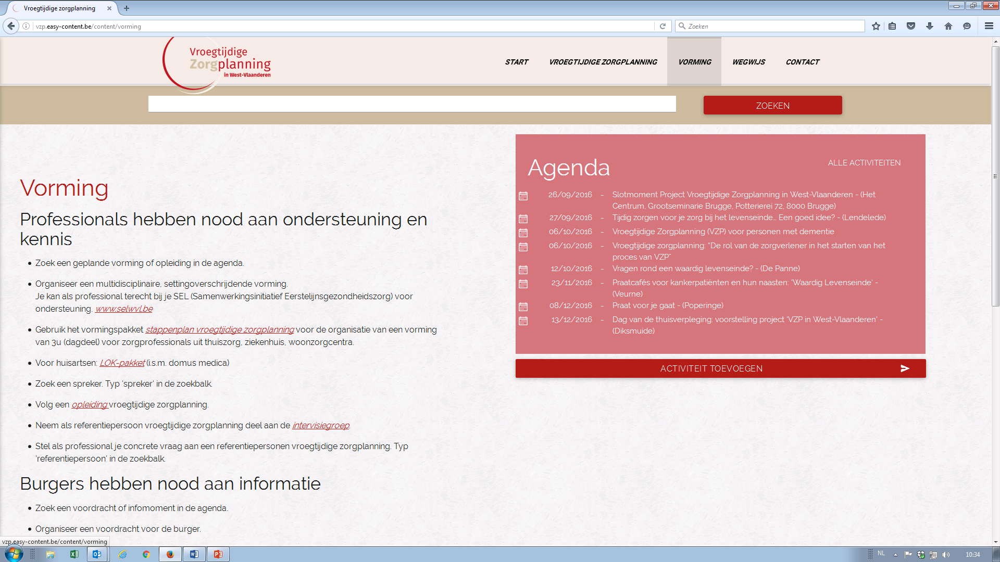 Vroegtijdige zorgplanning
vzp.easy-content.be/content/vorming
Zoeken
Vroegtijdige
Zorgplanning
in West-Vlaanderen
START
VROEGTIJDIGE ZORGPLANNING
VORMING
WEGWIJS
CONTACT
ZOEKEN
Vorming
Professionals hebben nood aan ondersteuning en
kennis
• Zoek een geplande vorming of opleiding in de agenda.
• Organiseer een multidisciplinaire, settingoverschrijdende vorming.
Je kan als professional terecht bij je SEL (Samenwerkingsinitiatief Eerstelijnsgezondheidszorg) voor
ondersteuning. www.selwvl.be
• Gebruik het vormingspakket stappenplan vroegtijdige zorgplanning voor de organisatie van een vorming
van 3u (dagdeel) voor zorgprofessionals uit thuiszorg, ziekenhuis, woonzorgcentra.
• Voor huisartsen: LOK-pakket (i.s.m. domus medica)
• Zoek een spreker. Typ 'spreker' in de zoekbalk.
• Volg een opleiding vroegtijdige zorgplanning.
• Neem als referentiepersoon vroegtijdige zorgplanning deel aan de intervisiegroep.
• Stel als professional je concrete vraag aan een referentiepersonen vroegtijdige zorgplanning. Typ
'referentiepersoon' in de zoekbalk.
Burgers hebben nood aan informatie
• Zoek een voordracht of infomoment in de agenda.
• Organiseer een voordracht voor de burger.
Agenda
ALLE ACTIVITEITEN
26/09/2016 - Slotmoment Project Vroegtijdige Zorgplanning in West-Vlaanderen - (Het
Centrum, Grootseminarie Brugge, Potterierei 72, 8000 Brugge)
27/09/2016 - Tijdig zorgen voor je zorg bij het levenseinde... Een goed idee? - (Lendelede)
06/10/2016 - Vroegtijdige Zorgplanning (VZP) voor personen met dementie
06/10/2016 - Vroegtijdige zorgplanning: “De rol van de zorgverlener in het starten van het
proces van VZP”
12/10/2016 - Vragen rond een waardig levenseinde? - (De Panne)
23/11/2016 - Praatcafés voor kankerpatiënten en hun naasten: 'Waardig Levenseinde' -
(Veurne)
08/12/2016 - Praat voor je gaat - (Poperinge)
13/12/2016 - Dag van de thuisverpleging: voorstelling project 'VZP in West-Vlaanderen' -
(Diksmuide)
ACTIVITEIT TOEVOEGEN
vzp.easy-content.be/content/vorming
NL
10:34